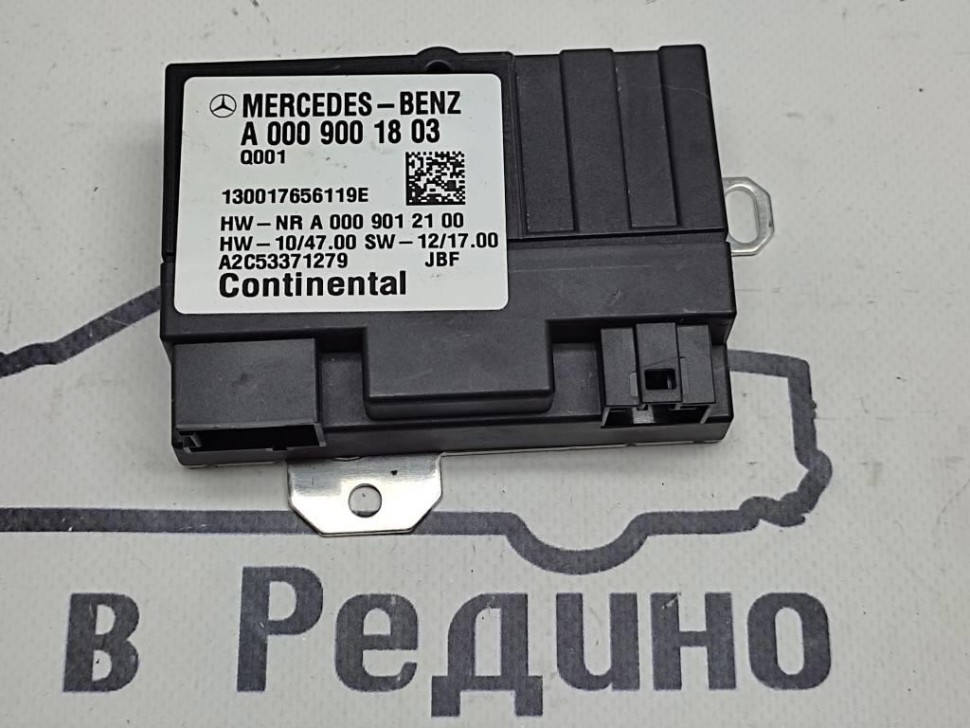 MERCEDES-BENZ
A 000 900 18 03
Q001
130017656119E
HW-NR A 000 901 21 00
HW-10/47.00 SW-12/17.00
A2C53371279 JBF
Continental
в Редино